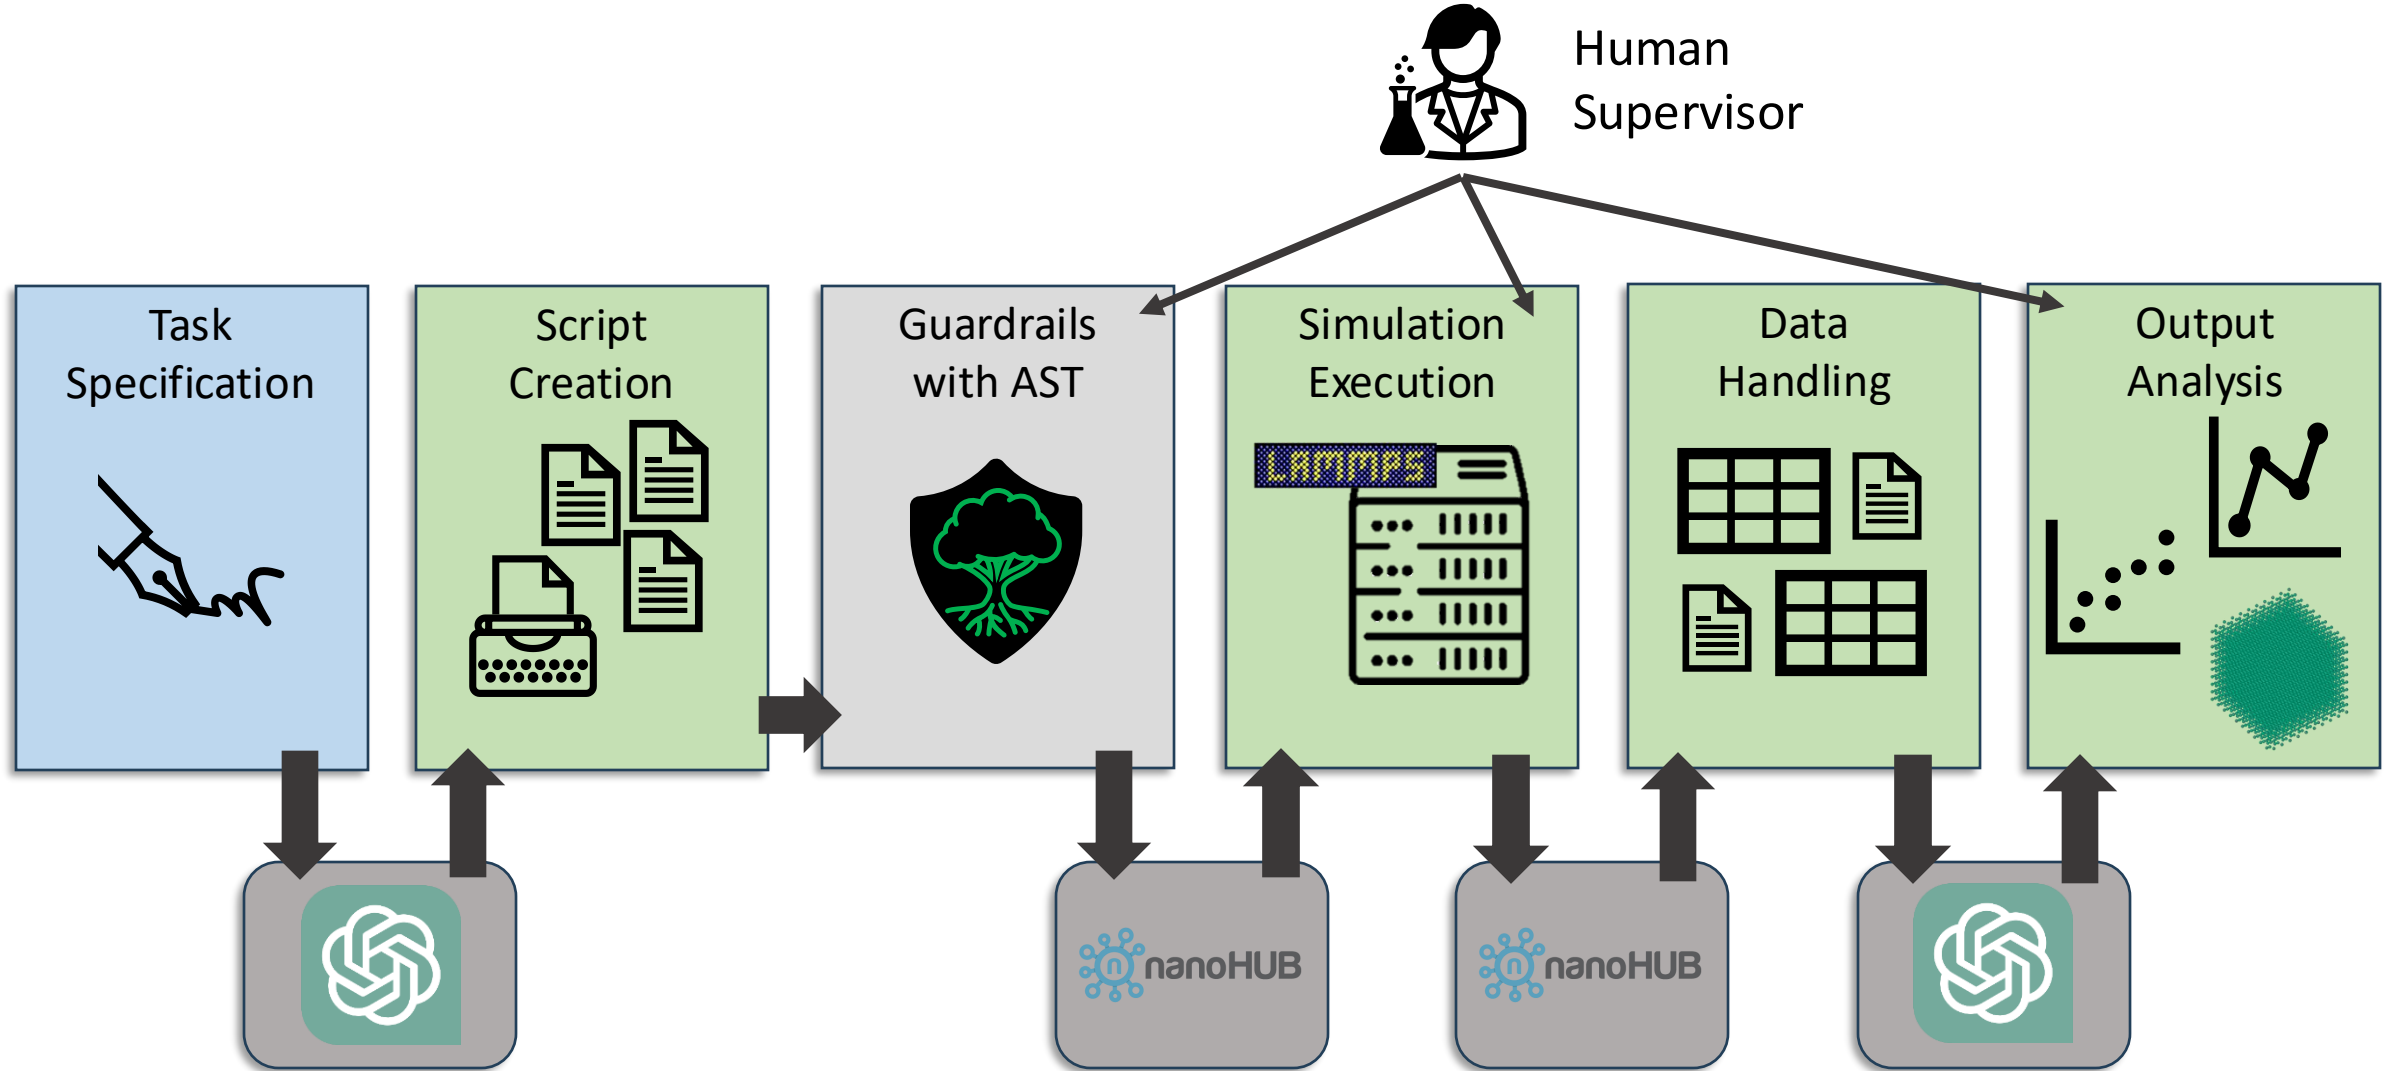 Human
Supervisor
Task
Specification
Script
Creation
Guardrails
with AST
Simulation
Execution
Data
Handling
Output
Analysis
LAMMPS
n nanoHUB
n nanoHUB